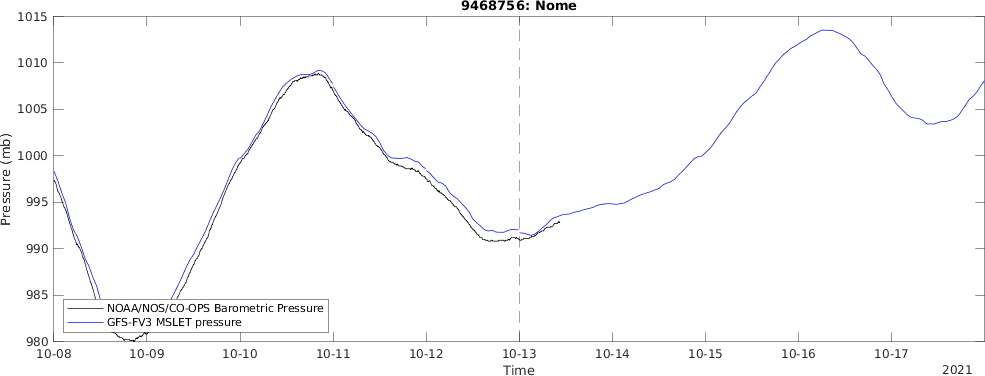 9468756: Nome
Pressure (mb)
1015
1010
1005
1000
995
990
985
980
NOAA/NOS/CO-OPS Barometric Pressure
GFS-FV3 MSLET pressure
10-08 10-09 10-10 10-11 10-12 10-13 10-14 10-15 10-16 10-17
Time
2021